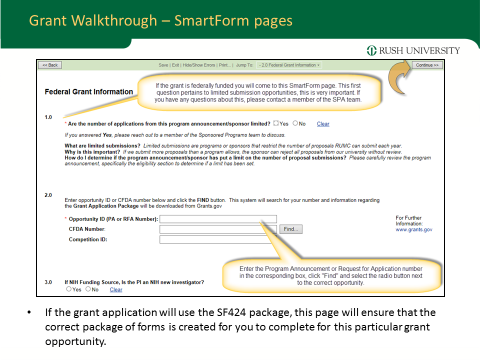 Grant Walkthrough – SmartForm pages
RUSH UNIVERSITY
<< Back
Save | Exit | Hide/Show Errors | Print... | Jump To: - 2.0 Federal Grant Information ▾
Continue >>
If the grant is federally funded you will come to this SmartForm page. This first
question pertains to limited submission opportunities, this is very important. If
you have any questions about this, please contact a member of the SPA team.
Federal Grant Information
1.0
* Are the number of applications from this program announcement/sponsor limited? Yes No Clear
If you answered Yes, please reach out to a member of the Sponsored Programs team to discuss.
What are limited submissions? Limited submissions are programs or sponsors that restrict the number of proposals RUMC can submit each year.
Why is this important? If we submit more proposals than a program allows, the sponsor can reject all proposals from our university without review.
How do I determine if the program announcement/sponsor has put a limit on the number of proposal submissions? Please carefully review the program
announcement, specifically the eligibility section to determine if a limit has been set.
2.0
Enter opportunity ID or CFDA number below and click the FIND button. This system will search for your number and information regarding
the Grant Application Package will be downloaded from Grants.gov
* Opportunity ID (PA or RFA Number):
CFDA Number
Find...
Competition ID:
For Further
Information:
www.grants.gov
Enter the Program Announcement or Request for Application number
in the corresponding box, click "Find" and select the radio button next
to the correct opportunity.
3.0 If NIH Funding Source, Is the PI an NIH new investigator?
Yes No Clear
• If the grant application will use the SF424 package, this page will ensure that the
correct package of forms is created for you to complete for this particular grant
opportunity.